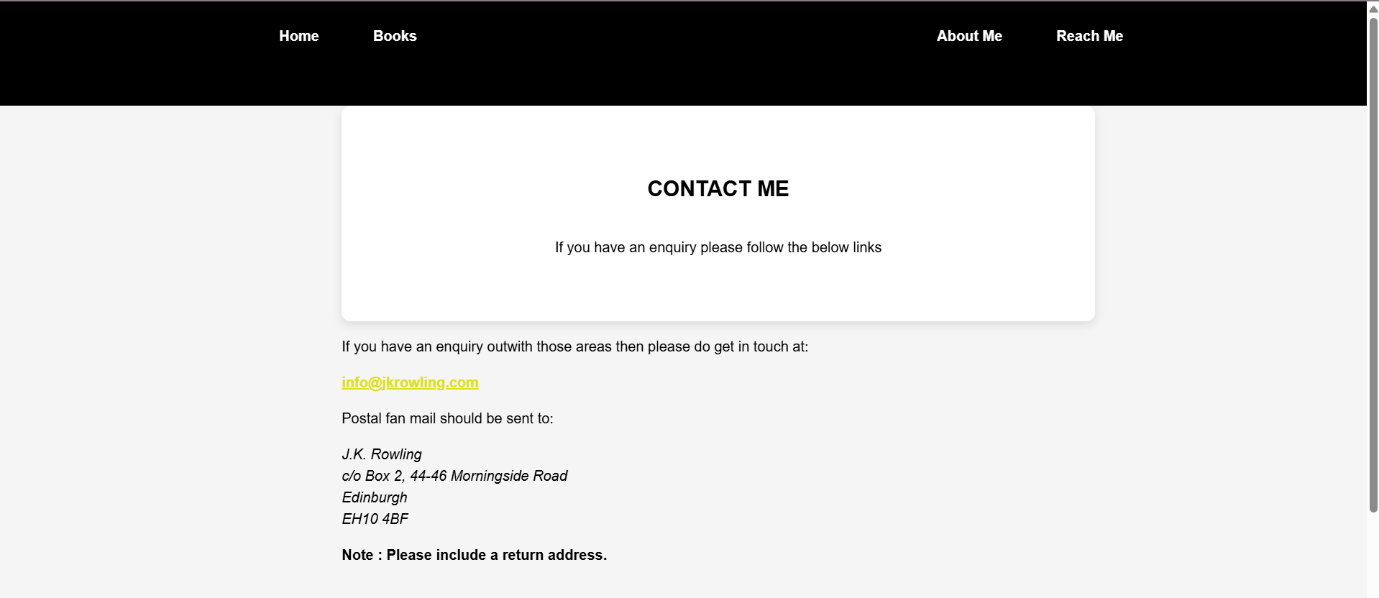 Home Books About Me Reach Me
CONTACT ME
If you have an enquiry please follow the below links
If you have an enquiry outwith those areas then please do get in touch at:
info@jkrowling.com
Postal fan mail should be sent to:
J.K. Rowling
c/o Box 2, 44-46 Morningside Road
Edinburgh
EH10 4BF
Note : Please include a return address.